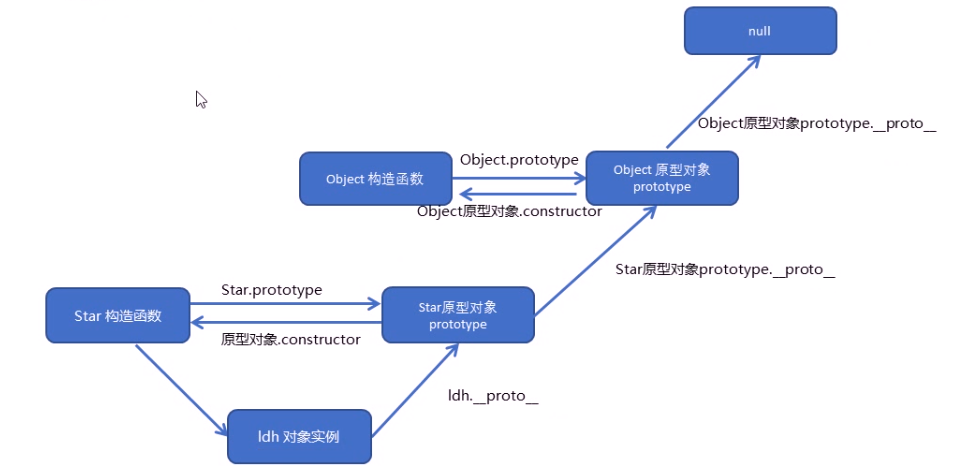 null
Object原型对象prototype.__proto__
Object 构造函数
Object.prototype
Object 原型对象
prototype
Object原型对象.constructor
Star原型对象prototype.__proto__
Star 构造函数
Star.prototype
Star原型对象
prototype
原型对象.constructor
ldh.__proto__
ldh 对象实例